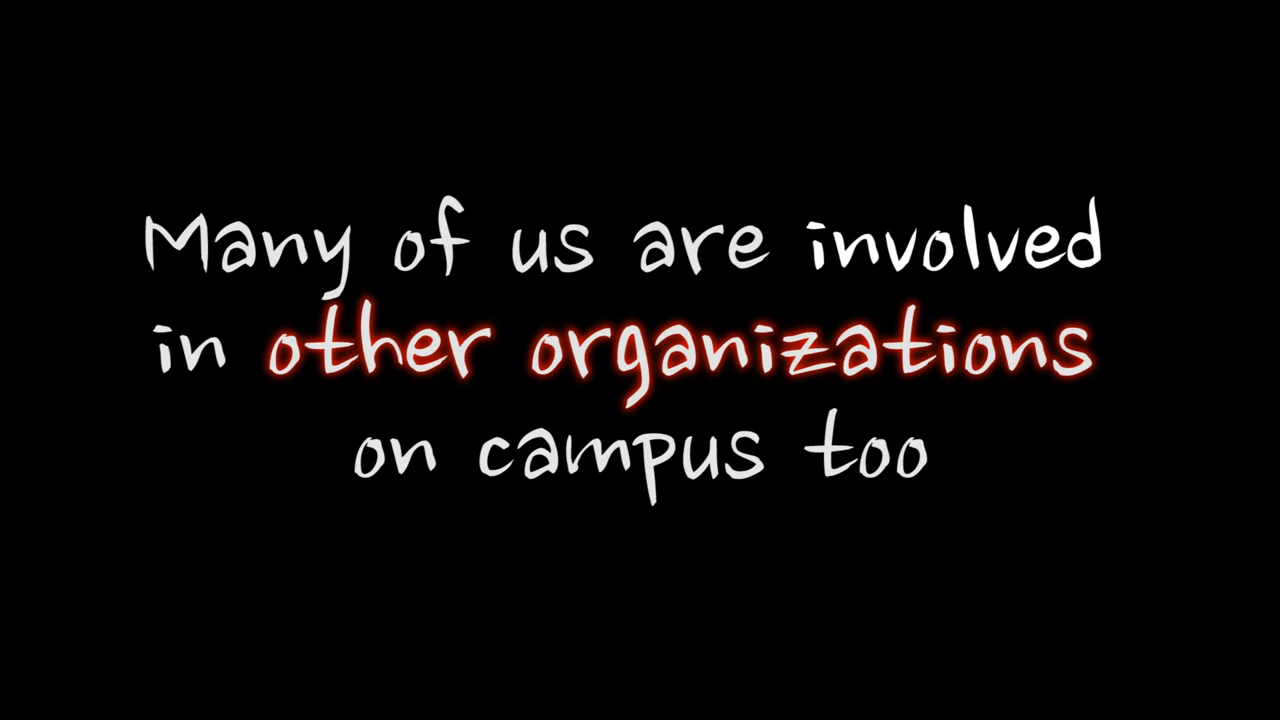 Many of us are involved
in other organizations
on campus too